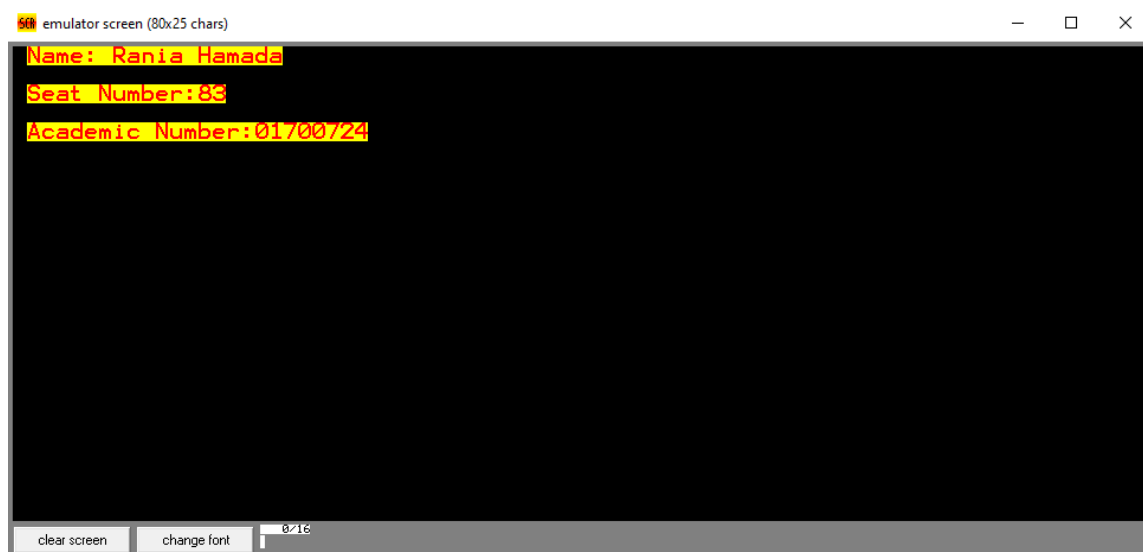 SCR emulator screen (80x25 chars)
Name: Rania Hamada
Seat Number:83
Academic Number:01700724
clear screen
change font
0/16